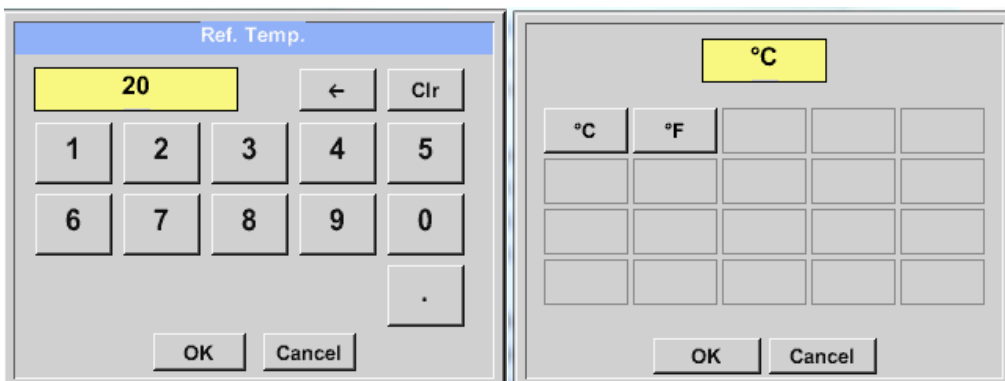 Ref. Temp.
20
← Clr
1 2 3 4 5
6 7 8 9 0
.
OK Cancel
°C
°C °F
OK Cancel